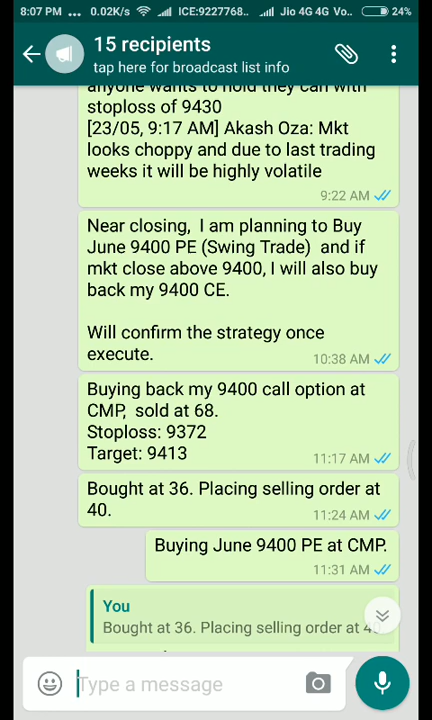 8:07 PM ... 0.02K/s ICE:9227768.. Jio 4G 4G Vo... 24%
15 recipients
tap here for broadcast list info
anyone wants to hold they can with
stoploss of 9430
[23/05, 9:17 AM] Akash Oza: Mkt
looks choppy and due to last trading
weeks it will be highly volatile
9:22 AM
Near closing, I am planning to Buy
June 9400 PE (Swing Trade) and if
mkt close above 9400, I will also buy
back my 9400 CE.
Will confirm the strategy once
execute.
10:38 AM
Buying back my 9400 call option at
CMP, sold at 68.
Stoploss: 9372
Target: 9413
11:17 AM
Bought at 36. Placing selling order at
40.
11:24 AM
Buying June 9400 PE at CMP.
11:31 AM
You
Bought at 36. Placing selling order at 40
Type a message